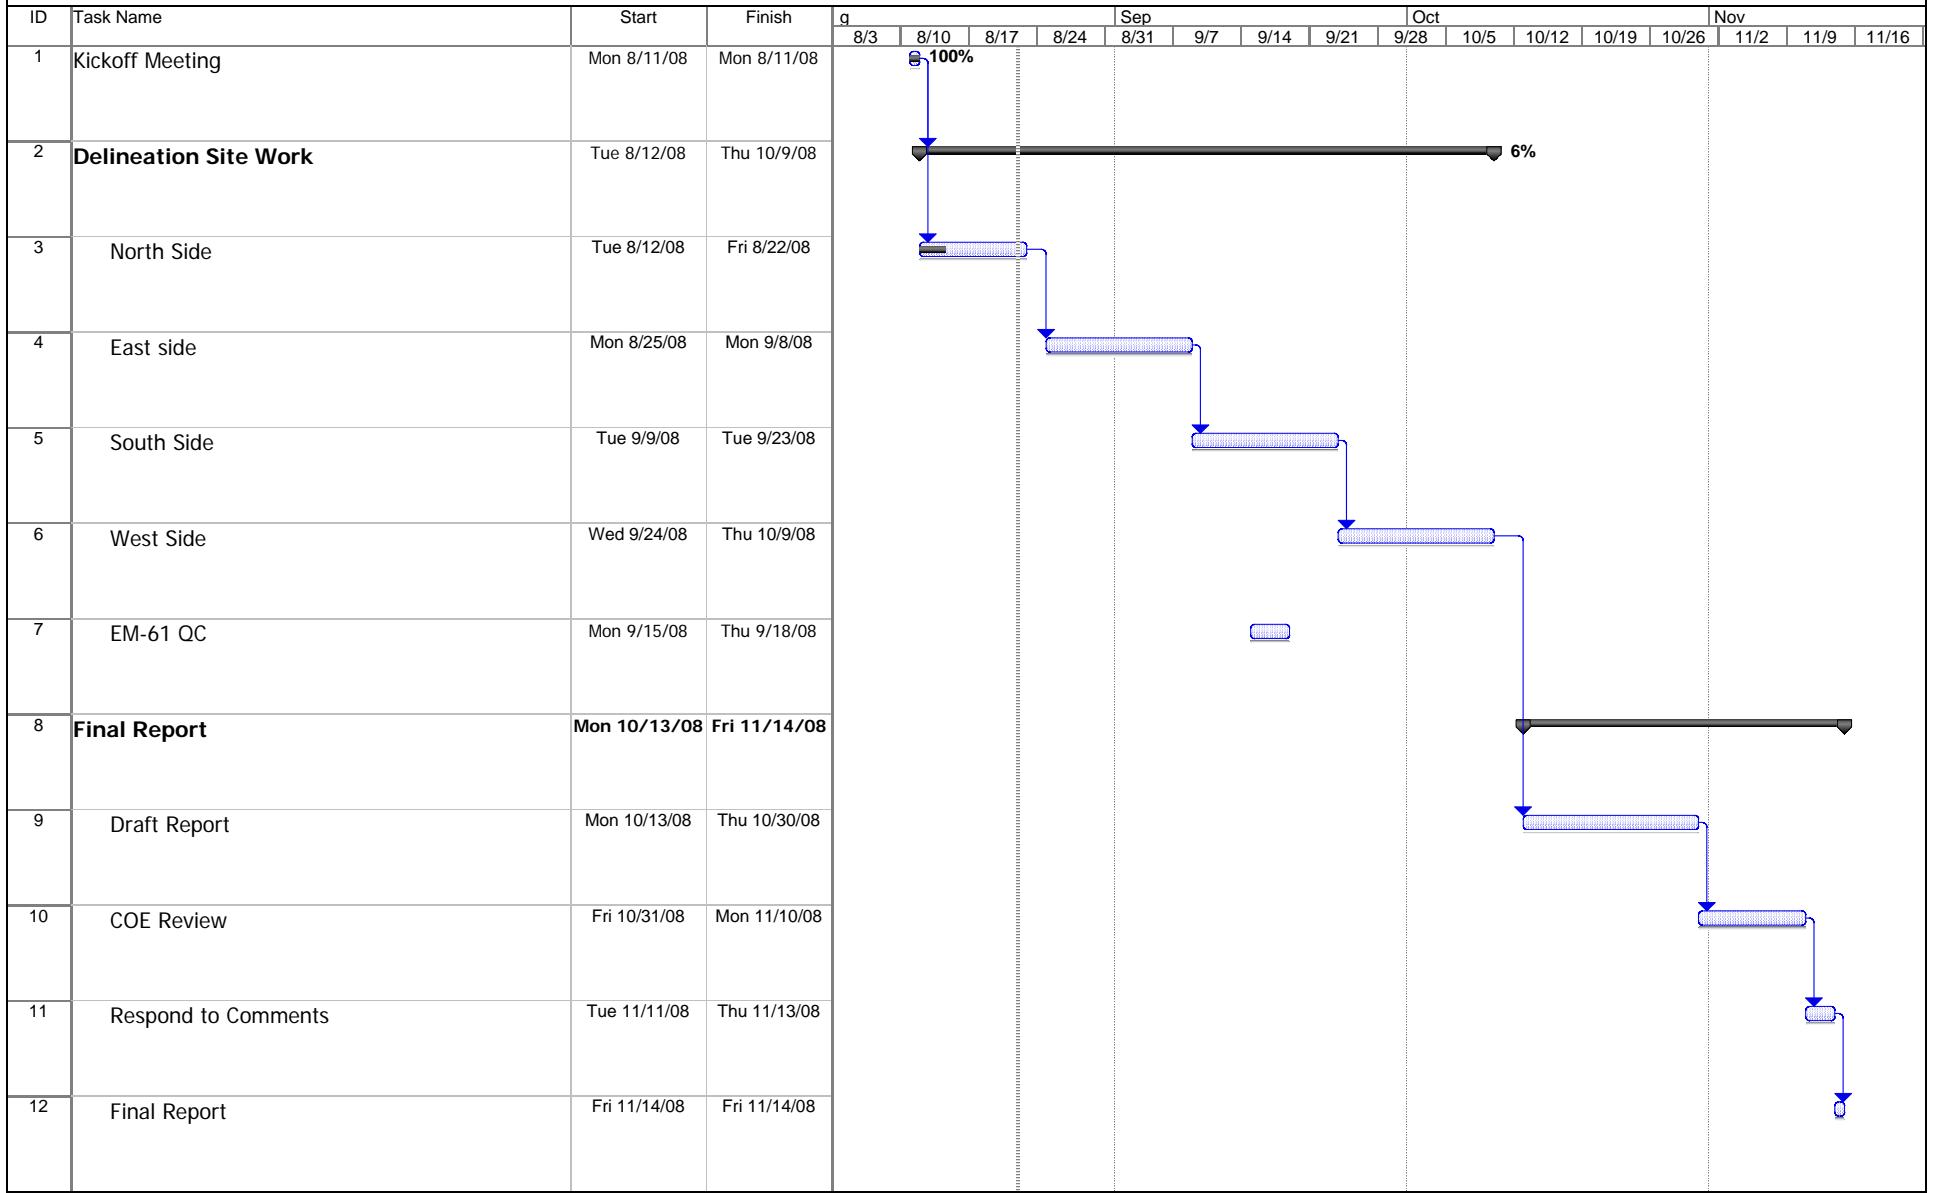 ID Task Name Start Finish g Sep Oct Nov
8/3 8/10 8/17 8/24 8/31 9/7 9/14 9/21 9/28 10/5 10/12 10/19 10/26 11/2 11/9 11/16
1 Kickoff Meeting Mon 8/11/08 Mon 8/11/08 100%
2 Delineation Site Work Tue 8/12/08 Thu 10/9/08 6%
3 North Side Tue 8/12/08 Fri 8/22/08
4 East side Mon 8/25/08 Mon 9/8/08
5 South Side Tue 9/9/08 Tue 9/23/08
6 West Side Wed 9/24/08 Thu 10/9/08
7 EM-61 QC Mon 9/15/08 Thu 9/18/08
8 Final Report Mon 10/13/08 Fri 11/14/08
9 Draft Report Mon 10/13/08 Thu 10/30/08
10 COE Review Fri 10/31/08 Mon 11/10/08
11 Respond to Comments Tue 11/11/08 Thu 11/13/08
12 Final Report Fri 11/14/08 Fri 11/14/08